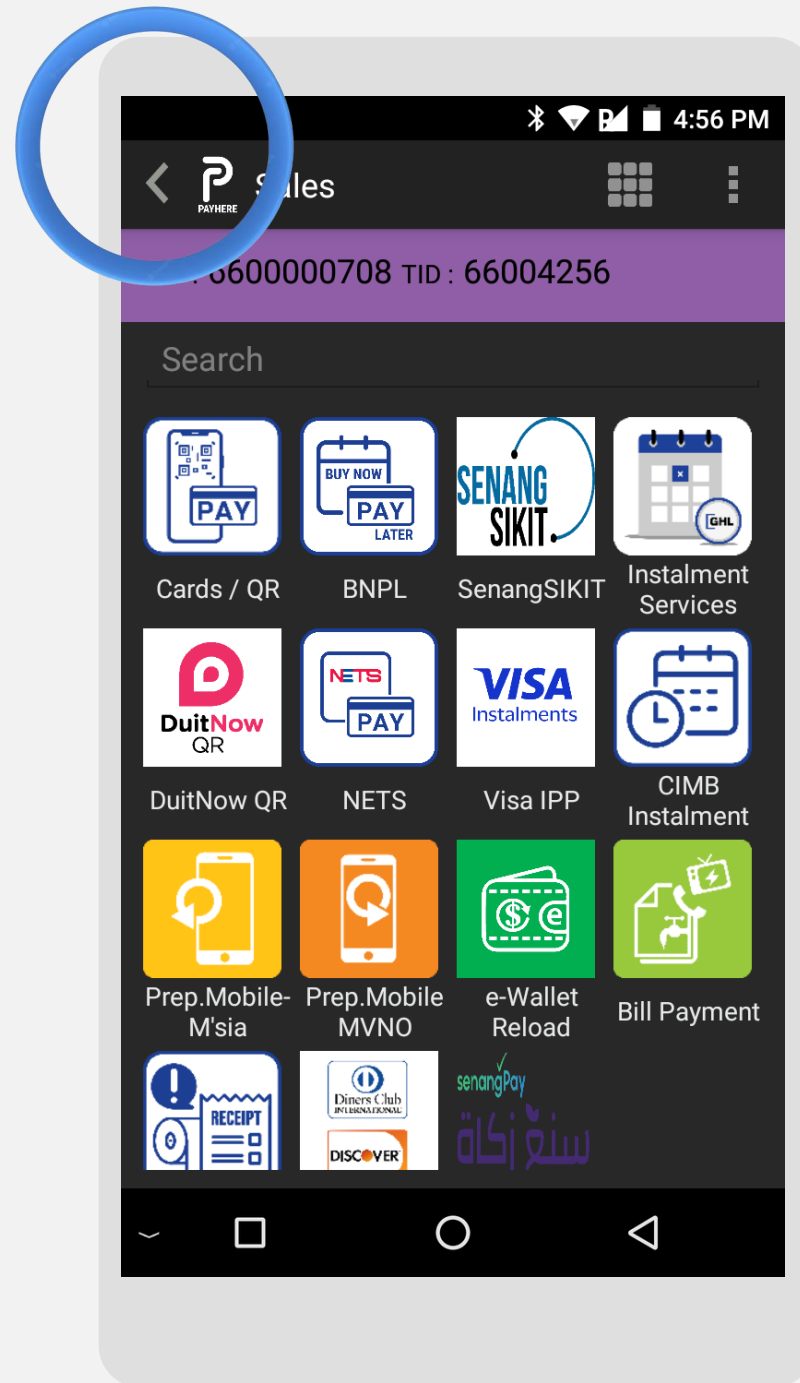 4:56 PM
PAYHERE
Sales
: 6600000708 TID : 66004256
Search
PAY
BUY NOW
PAY
LATER
SENANG
SIKIT.
GHL
Cards / QR
BNPL
SenangSIKIT
Instalment
Services
DuitNow
QR
NETS
PAY
VISA
Instalments
DuitNow QR
NETS
Visa IPP
CIMB
Instalment
Prep.Mobile-
M'sia
Prep.Mobile
MVNO
e-Wallet
Reload
Bill Payment
RECEIPT
Diners Club
INTERNATIONAL
DISCOVER
senangPay